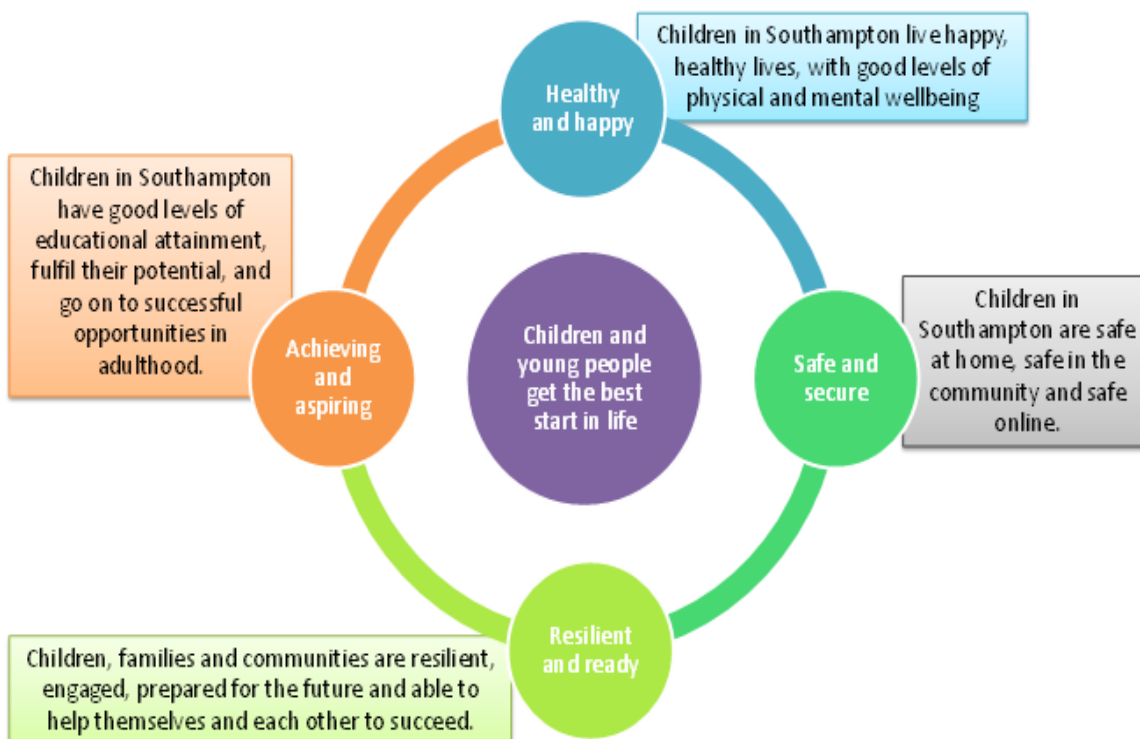 Children in Southampton live happy,
healthy lives, with good levels of
physical and mental wellbeing
Healthy
and happy
Children in Southampton
have good levels of
educational attainment,
fulfil their potential, and
go on to successful
opportunities in
adulthood.
Achieving
and
aspiring
Children and
young people
get the best
start in life
Safe and
secure
Children in
Southampton are safe
at home, safe in the
community and safe
online.
Resilient
and ready
Children, families and communities are resilient,
engaged, prepared for the future and able to
help themselves and each other to succeed.